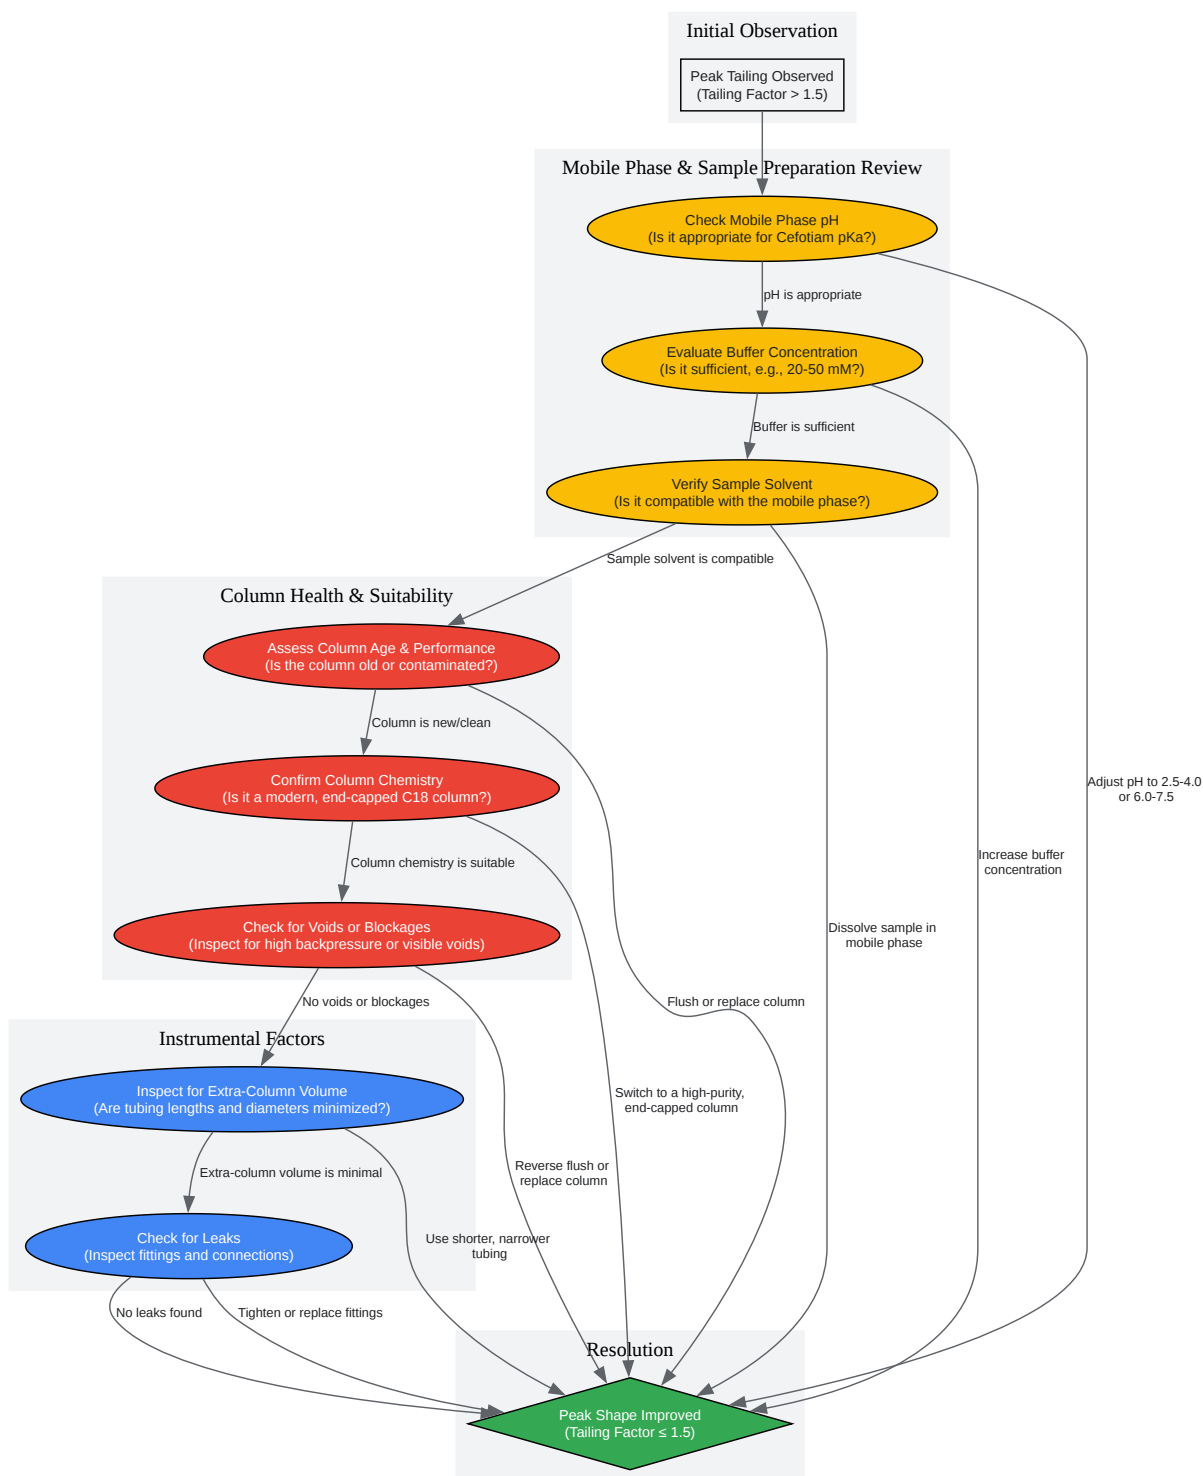 Initial Observation
Peak Tailing Observed
(Tailing Factor > 1.5)
Mobile Phase & Sample Preparation Review
Check Mobile Phase pH
(Is it appropriate for Cefotiam pKa?)
pH is appropriate
Evaluate Buffer Concentration
(Is it sufficient, e.g., 20-50 mM?)
Buffer is sufficient
Verify Sample Solvent
(Is it compatible with the mobile phase?)
Sample solvent is compatible
Column Health & Suitability
Assess Column Age & Performance
(Is the column old or contaminated?)
Column is new/clean
Confirm Column Chemistry
(Is it a modern, end-capped C18 column?)
Adjust pH to 2.5-4.0
or 6.0-7.5
Column chemistry is suitable
Increase buffer
concentration
Check for Voids or Blockages
(Inspect for high backpressure or visible voids)
Dissolve sample in
mobile phase
No voids or blockages
Flush or replace column
Instrumental Factors
Inspect for Extra-Column Volume
(Are tubing lengths and diameters minimized?)
Switch to a high-purity,
end-capped column
Extra-column volume is minimal
Reverse flush or
replace column
Check for Leaks
(Inspect fittings and connections)
Use shorter, narrower
tubing
No leaks found
Tighten or replace fittings
Resolution
Peak Shape Improved
(Tailing Factor ≤ 1.5)